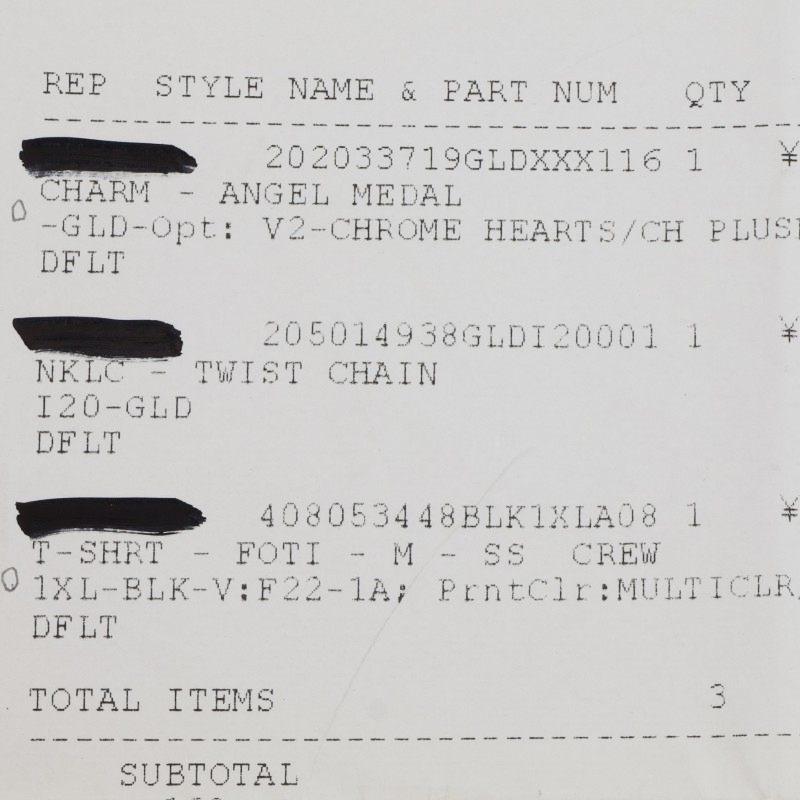 REP STYLE NAME & PART NUM QTY
202033719GLDXXX116 1 ¥
CHARM - ANGEL MEDAL
-GLD-Opt: V2-CHROME HEARTS/CH PLUS
DFLT
205014938GLDI20001 1 ¥
NKLC - TWIST CHAIN
I20-GLD
DFLT
408053448BLK1XLA08 1 ¥
T-SHRT - FOTI - M - SS CREW
1XL-BLK-V:F22-1A; PrntClr:MULTICLR
DFLT
TOTAL ITEMS 3
SUBTOTAL